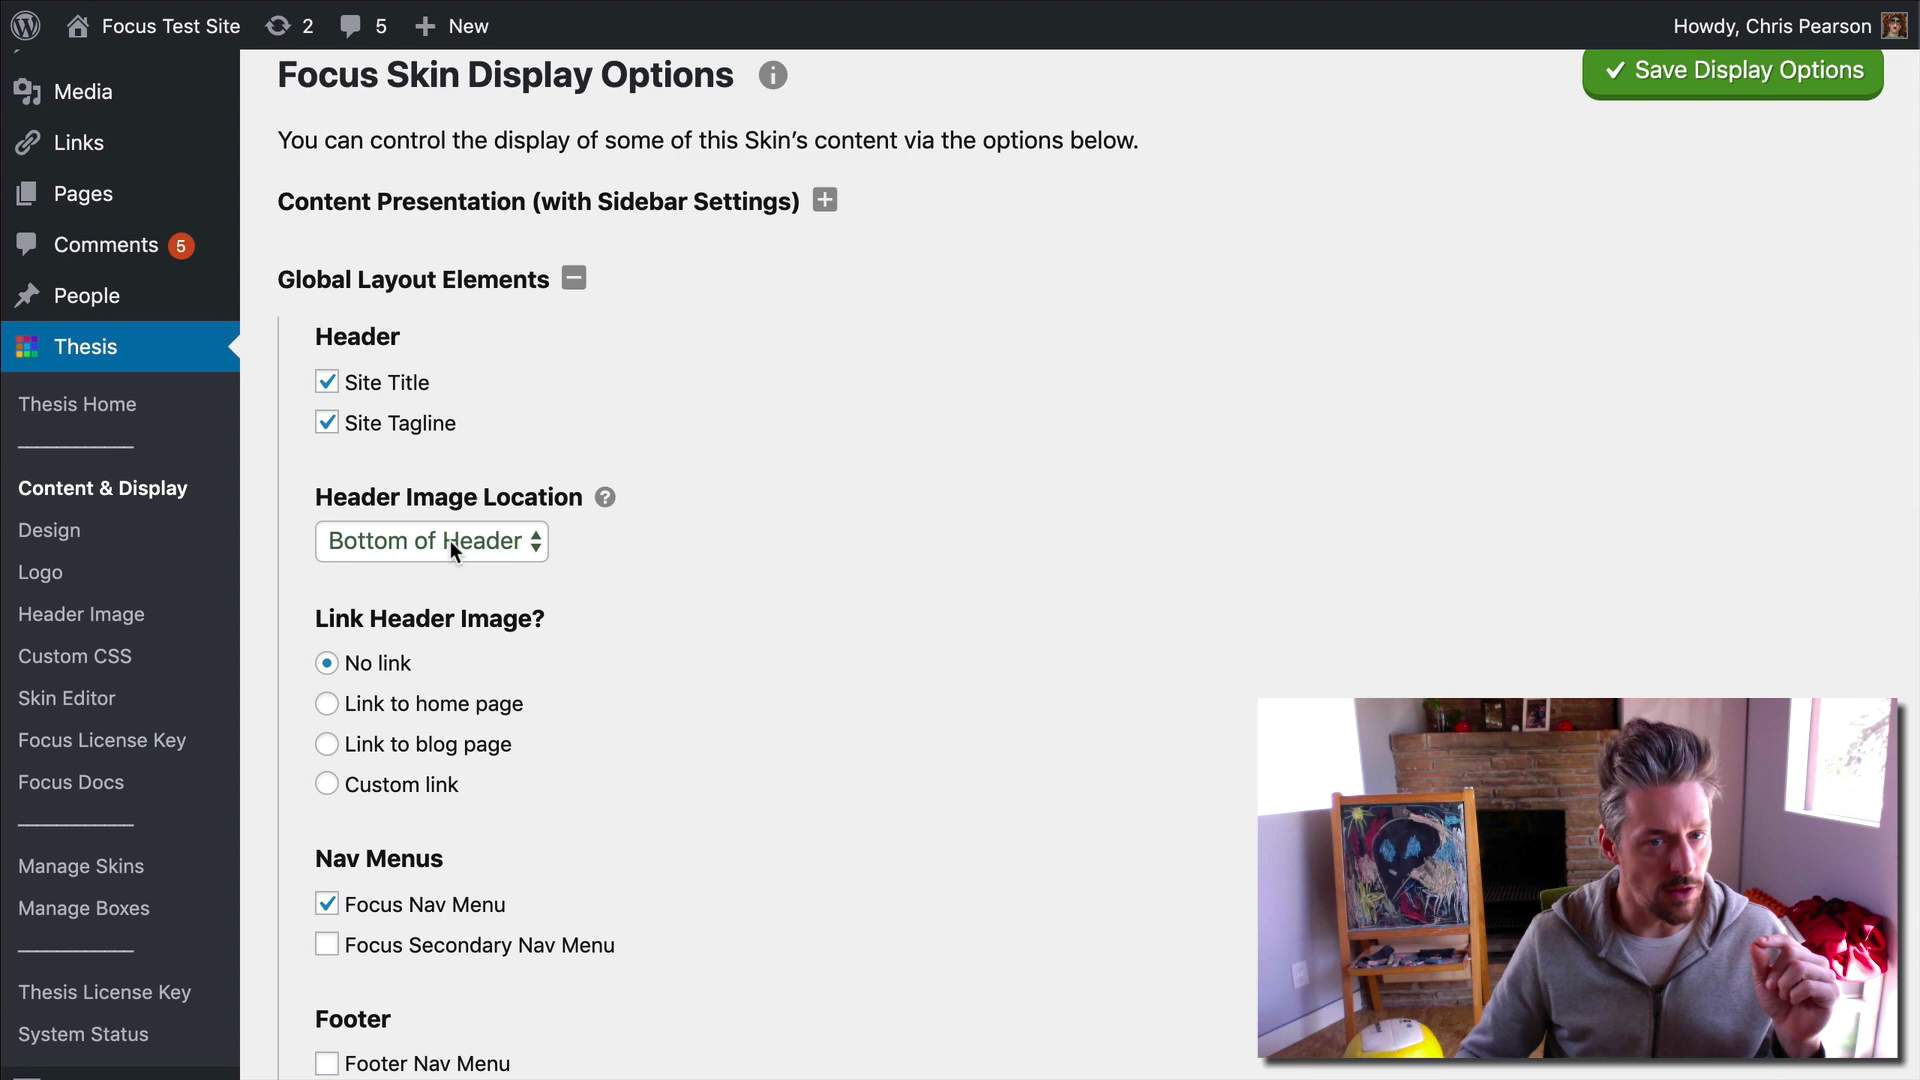 Focus Test Site
2
5
New
Howdy, Chris Pearson
Media
Links
Pages
Comments 5
People
Thesis
Thesis Home
Content & Display
Design
Logo
Header Image
Custom CSS
Skin Editor
Focus License Key
Focus Docs
Manage Skins
Manage Boxes
Thesis License Key
System Status
Focus Skin Display Options
Save Display Options
You can control the display of some of this Skin’s content via the options below.
Content Presentation (with Sidebar Settings)
Global Layout Elements
Header
Site Title
Site Tagline
Header Image Location
Bottom of Header
Link Header Image?
No link
Link to home page
Link to blog page
Custom link
Nav Menus
Focus Nav Menu
Focus Secondary Nav Menu
Footer
Footer Nav Menu